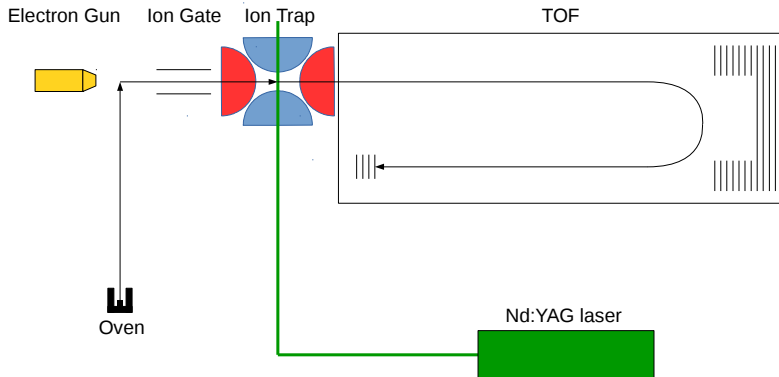 Electron Gun
Ion Gate
Ion Trap
TOF
Oven
Nd:YAG laser